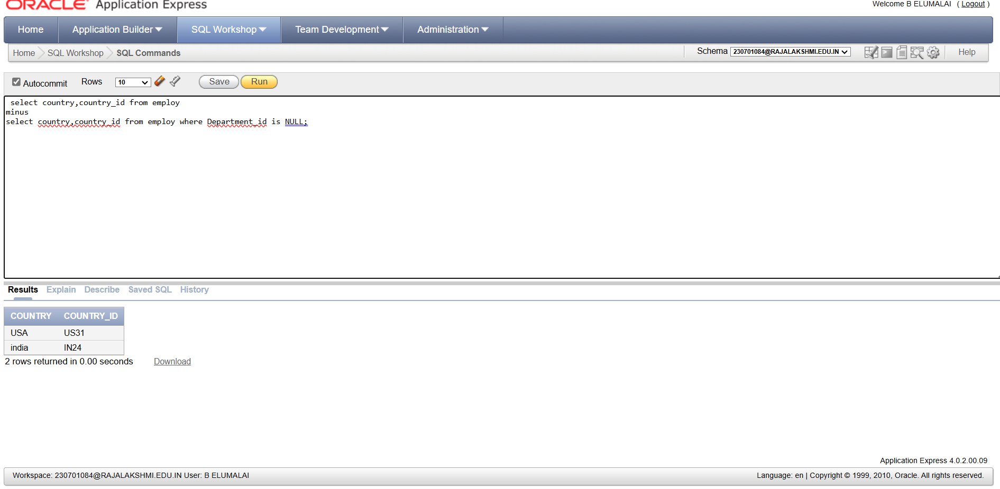 ORACLE Application Express
Welcome B ELUMALAI ( Logout )
Home Application Builder SQL Workshop Team Development Administration
Home SQL Workshop SQL Commands Schema 230701084@RAJALAKSHMI.EDU.IN Help
Autocommit Rows 10 Save Run
select country,country_id from employ
minus
select country,country_id from employ where Department_id is NULL;
Results Explain Describe Saved SQL History
COUNTRY COUNTRY_ID
USA US31
india IN24
2 rows returned in 0.00 seconds Download
Application Express 4.0.2.00.09
Workspace: 230701084@RAJALAKSHMI.EDU.IN User: B ELUMALAI Language: en | Copyright © 1999, 2010, Oracle. All rights reserved.